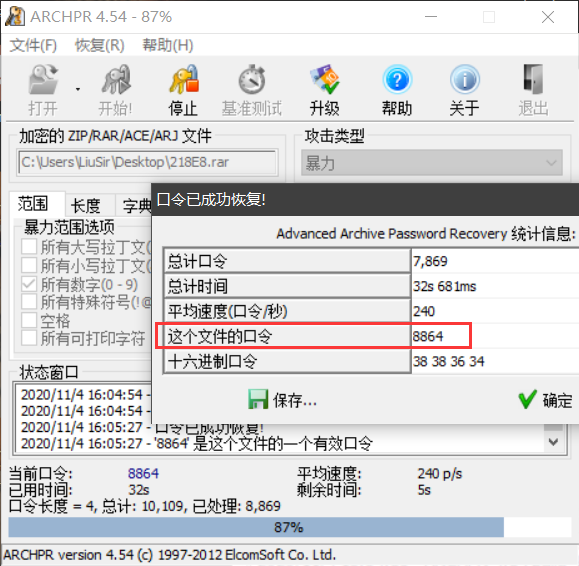 ARCHPR 4.54 - 87%
文件(F) 恢复(R) 帮助(H)
打开 开始! 停止 基准测试 升级 帮助 关于 退出
加密的 ZIP/RAR/ACE/ARJ 文件
攻击类型
C:\Users\LiuSir\Desktop\218E8.rar
暴力
范围 长度 字典
口令已成功恢复!
暴力范围选项
所有大写拉丁文(
所有小写拉丁文(
所有数字(0 - 9)
所有特殊符号(!@
空格
所有可打印字符
Advanced Archive Password Recovery 统计信息:
总计口令 7,869
总计时间 32s 681ms
平均速度(口令/秒) 240
这个文件的口令 8864
十六进制口令 38 38 36 34
保存... 确定
状态窗口
2020/11/4 16:04:54 -
2020/11/4 16:04:54 -
2020/11/4 16:05:27 - 口令已成功恢复!
2020/11/4 16:05:27 - '8864' 是这个文件的一个有效口令
当前口令: 8864 平均速度: 240 p/s
已用时间: 32s 剩余时间: 5s
口令长度 = 4, 总计: 10,109, 已处理: 8,869
87%
ARCHPR version 4.54 (c) 1997-2012 ElcomSoft Co. Ltd.